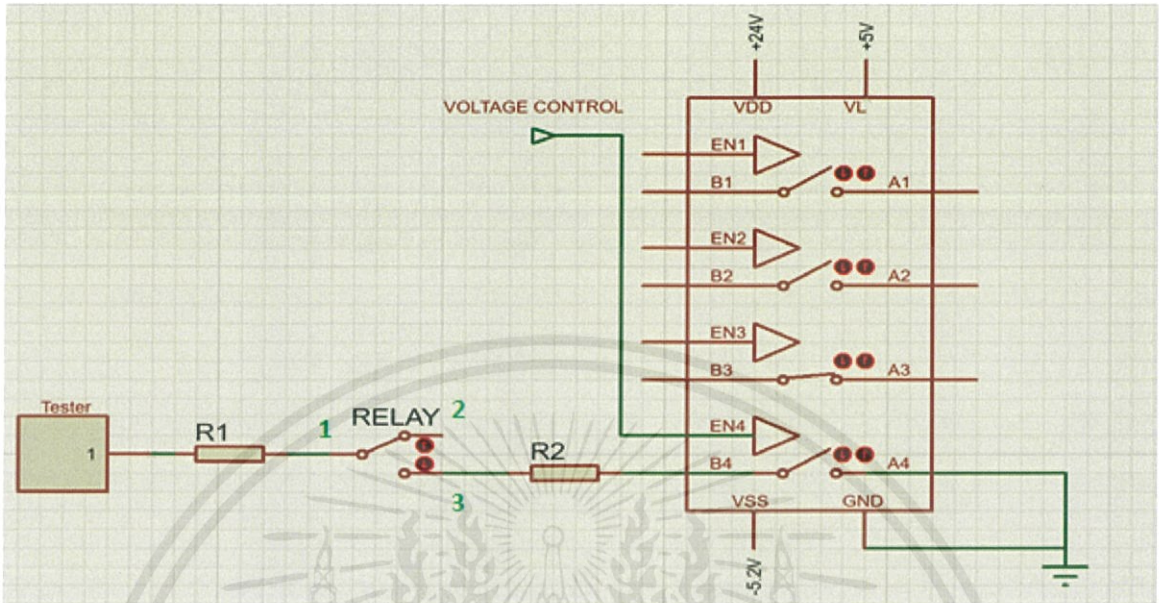 +24V
+5V
VOLTAGE CONTROL
VDD
VL
EN1
B1
A1
EN2
B2
A2
EN3
B3
A3
Tester
1
R1
1
RELAY
2
3
R2
EN4
B4
A4
VSS
GND
-5.2V